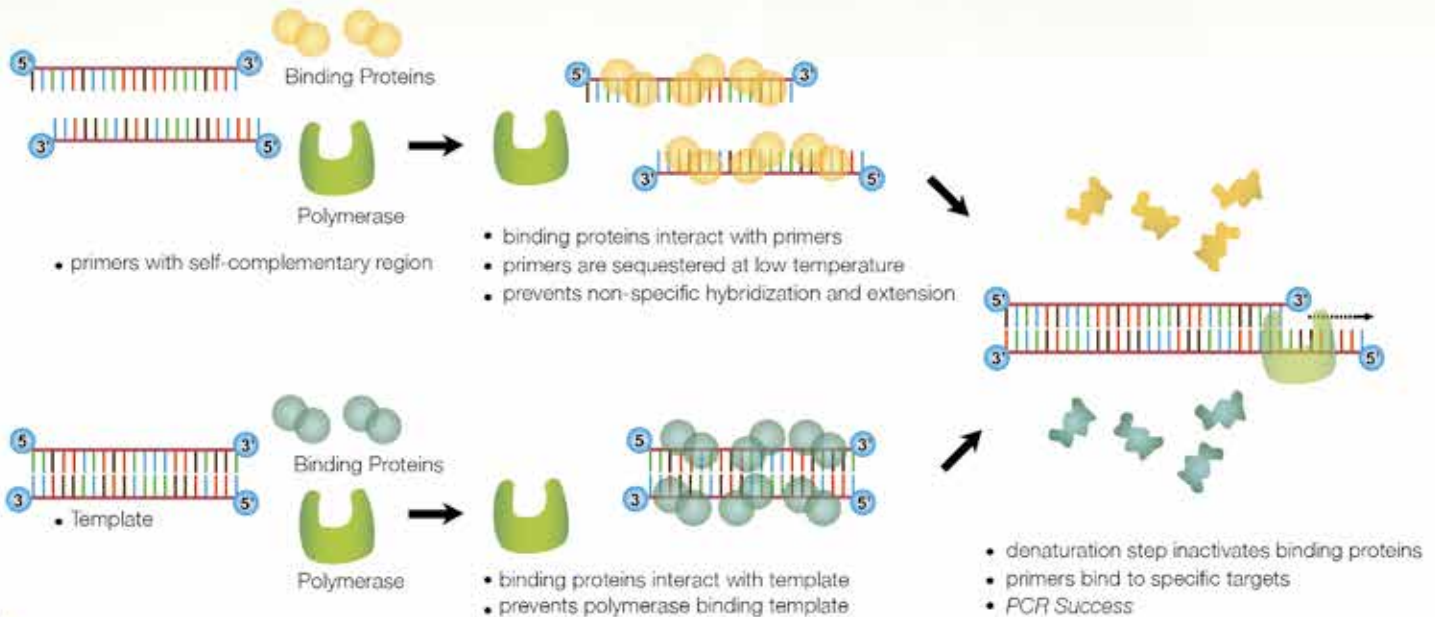 5' 3'
Binding Proteins
3' 5'
Polymerase
• primers with self-complementary region
5' 3'
3' 5'
• binding proteins interact with primers
• primers are sequestered at low temperature
• prevents non-specific hybridization and extension
5 3'
3 5'
• Template
Binding Proteins
Polymerase
5 3'
3 5'
• binding proteins interact with template
• prevents polymerase binding template
5' 3'
3' 5'
• denaturation step inactivates binding proteins
• primers bind to specific targets
• PCR Success